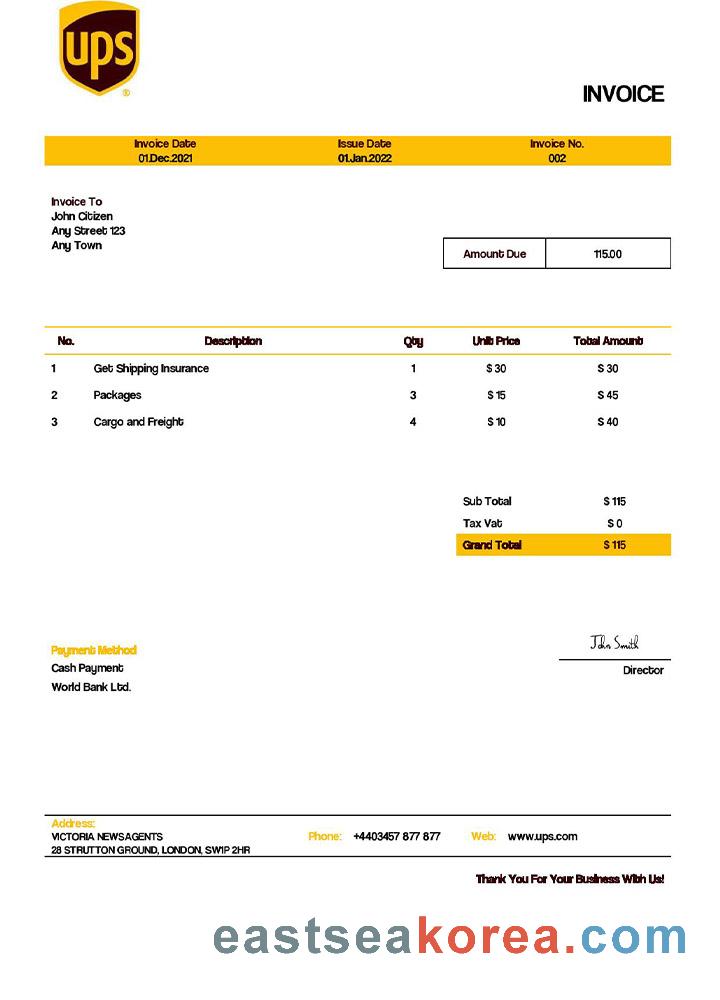 ups
®
INVOICE
Invoice Date Issue Date Invoice No.
01.Dec.2021 01.Jan.2022 002
Invoice To
John Citizen
Any Street 123
Any Town
Amount Due 115.00
No. Description Qty Unit Price Total Amount
1 Get Shipping Insurance 1 $ 30 $ 30
2 Packages 3 $ 15 $ 45
3 Cargo and Freight 4 $ 10 $ 40
Sub Total $ 115
Tax Vat $ 0
Grand Total $ 115
John Smith
Director
Payment Method
Cash Payment
World Bank Ltd.
Address:
VICTORIA NEWSAGENTS
28 STRUTTON GROUND, LONDON, SW1P 2HR
Phone: +4403457 877 877 Web: www.ups.com
Thank You For Your Business With Us!
eastseakorea.com